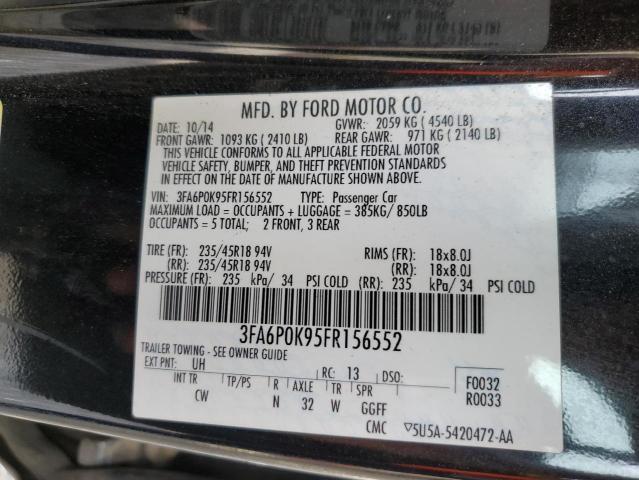 MFD. BY FORD MOTOR CO.
10/14 GVWR: 2059 KG ( 4540 LB)
FRONT GAWR: 1093 KG ( 2410 LB) REAR GAWR: 971 KG ( 2140 LB)
THIS VEHICLE CONFORMS TO ALL APPLICABLE FEDERAL MOTOR
VEHICLE SAFETY, BUMPER, AND THEFT PREVENTION STANDARDS
IN EFFECT ON THE DATE OF MANUFACTURE SHOWN ABOVE.
VIN: 3FA6P0K95FR156552 TYPE: Passenger Car
MAXIMUM LOAD = OCCUPANTS + LUGGAGE = 385KG/ 850LB
OCCUPANTS = 5 TOTAL; 2 FRONT, 3 REAR
TIRE (FR): 235/45R18 94V RIMS (FR): 18x8.0J
(RR): 235/45R18 94V (RR): 18x8.0J
PRESSURE (FR): 235 kPa/ 34 PSI COLD (RR): 235 kPa/ 34 PSI COLD
3FA6P0K95FR156552
TRAILER TOWING - SEE OWNER GUIDE
EXT PNT: UH RC: 13 DSO: F0032
INT TR TP/PS R AXLE TR SPR R0033
CW N 32 W GGFF
CMC ▽5U5A-5420472-AA